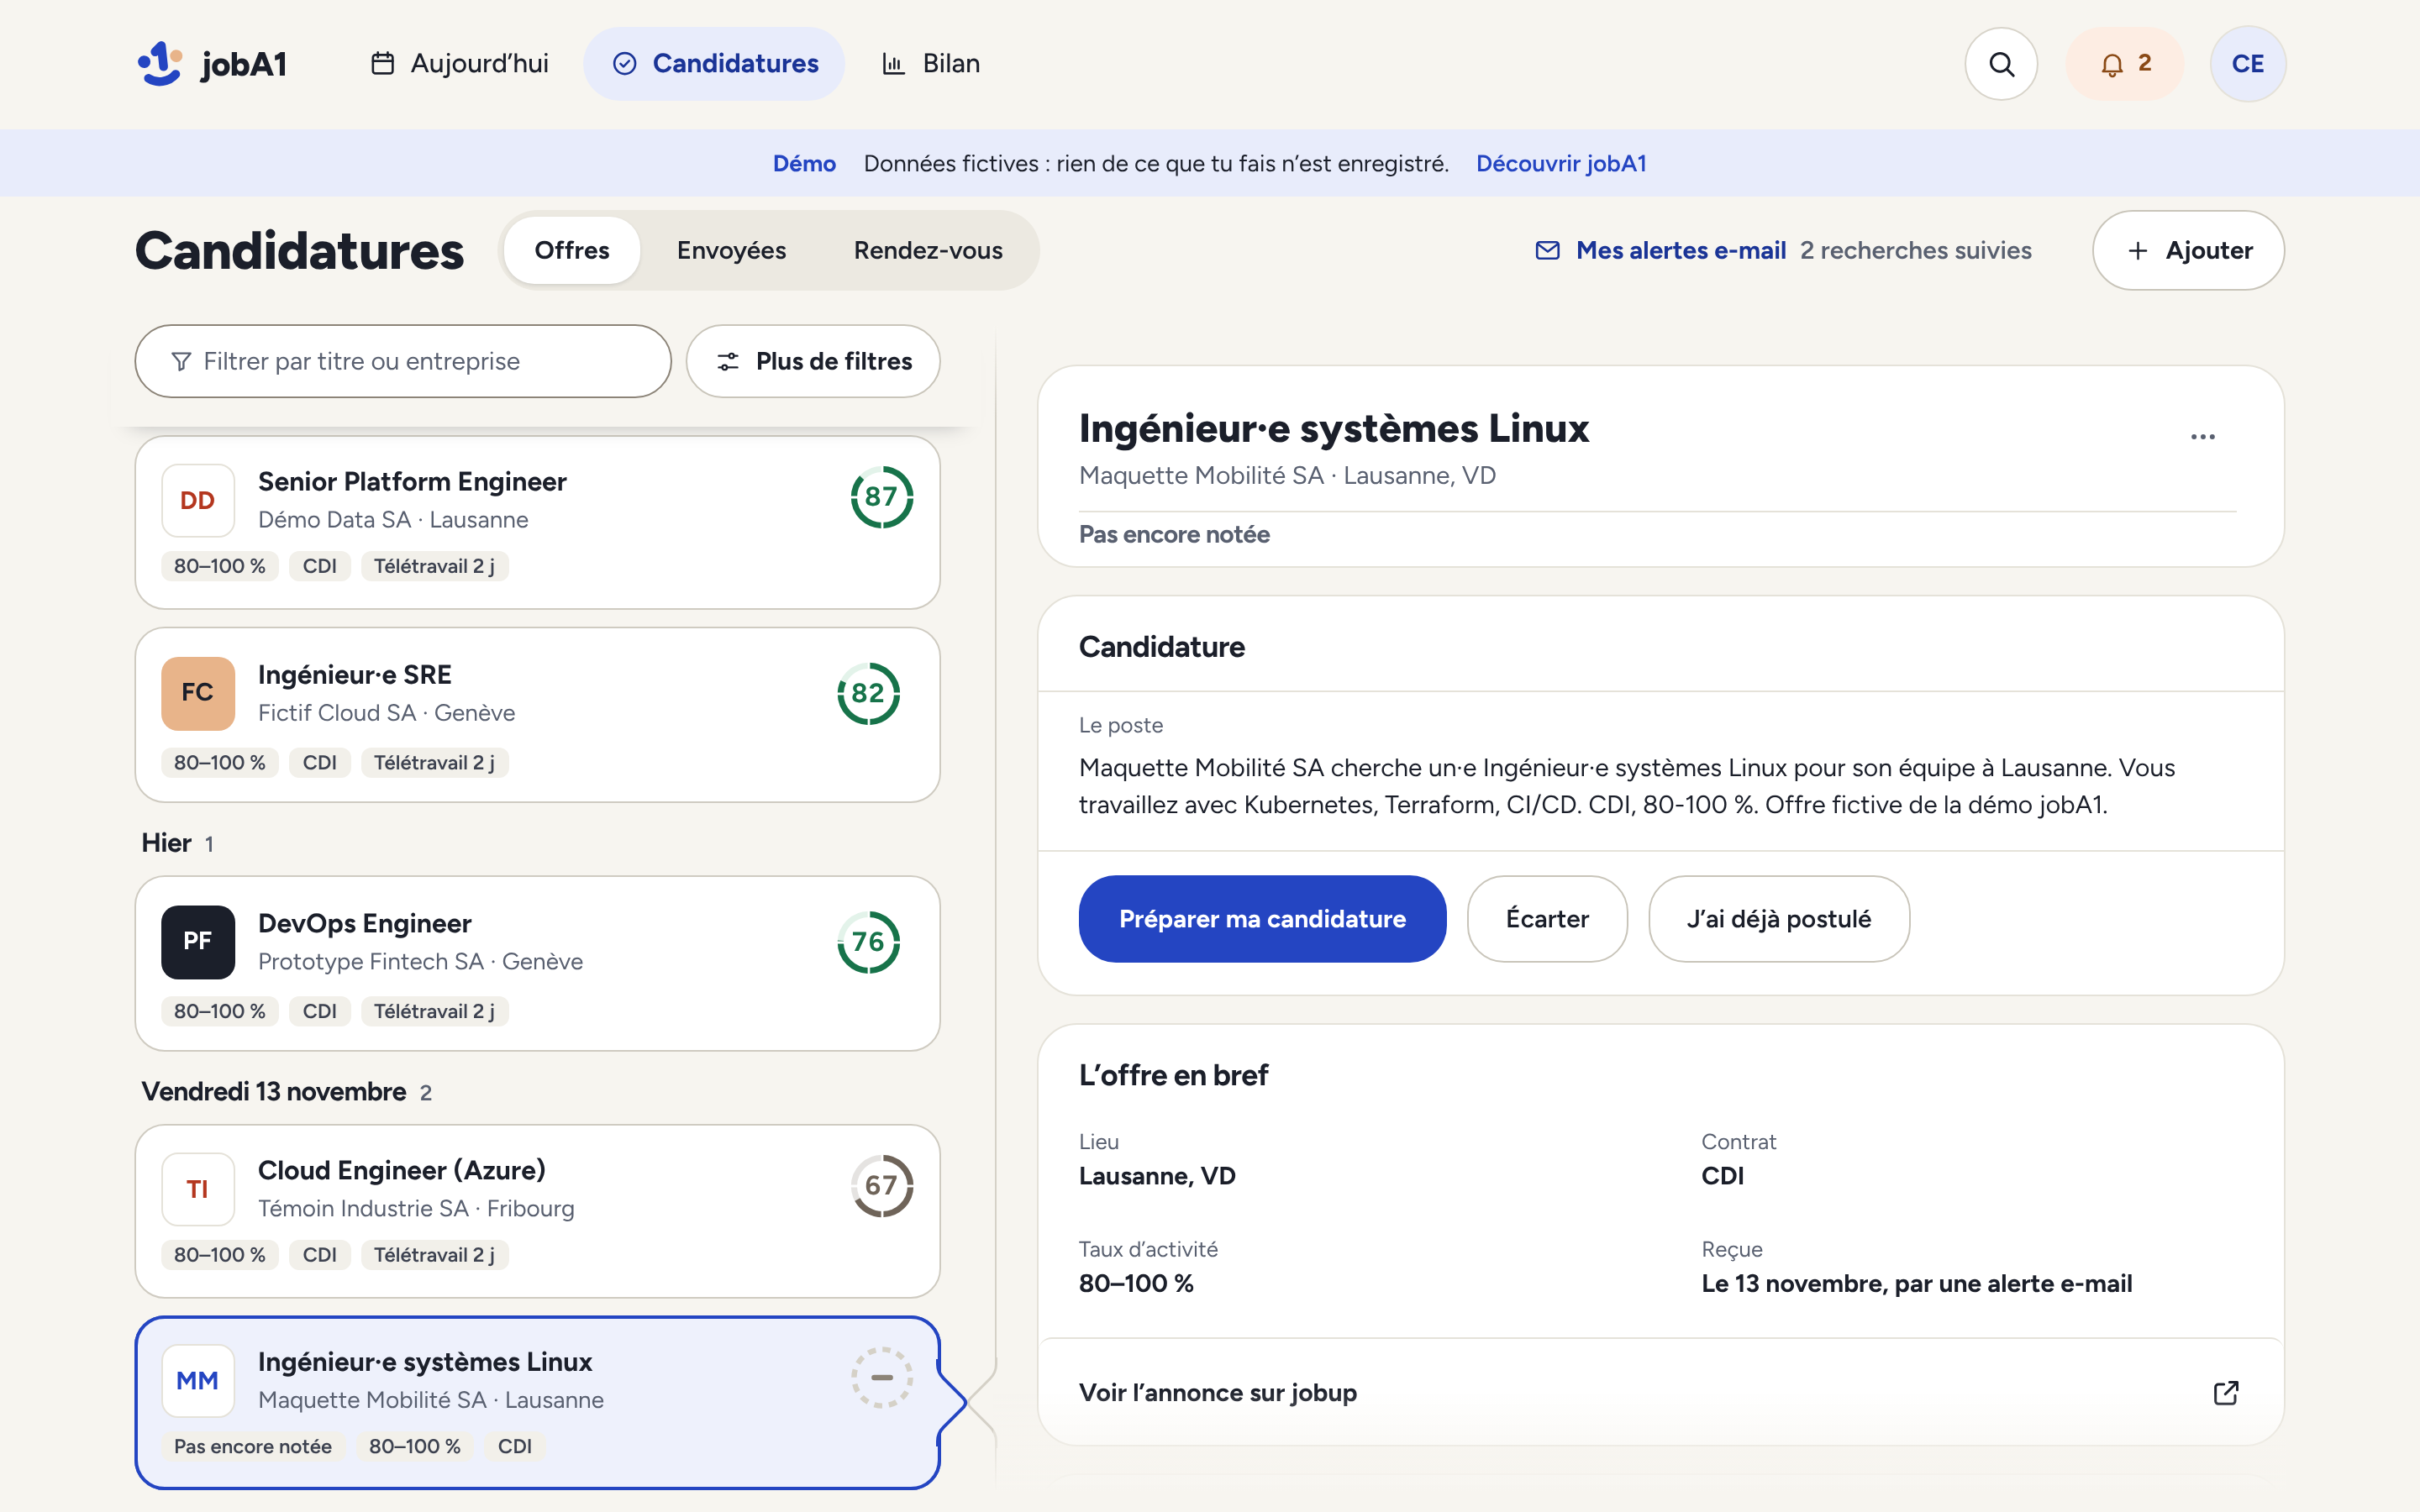 jobA1
Aujourd’hui
Candidatures
Bilan
2
CE
Démo Données fictives : rien de ce que tu fais n’est enregistré. Découvrir jobA1
Candidatures
Offres
Envoyées
Rendez-vous
Mes alertes e-mail 2 recherches suivies
Ajouter
Filtrer par titre ou entreprise
Plus de filtres
DD
Senior Platform Engineer
Démo Data SA · Lausanne
87
80–100 % CDI Télétravail 2 j
FC
Ingénieur·e SRE
Fictif Cloud SA · Genève
82
80–100 % CDI Télétravail 2 j
Hier 1
PF
DevOps Engineer
Prototype Fintech SA · Genève
76
80–100 % CDI Télétravail 2 j
Vendredi 13 novembre 2
TI
Cloud Engineer (Azure)
Témoin Industrie SA · Fribourg
67
80–100 % CDI Télétravail 2 j
MM
Ingénieur·e systèmes Linux
Maquette Mobilité SA · Lausanne
Pas encore notée 80–100 % CDI
Ingénieur·e systèmes Linux
Maquette Mobilité SA · Lausanne, VD
Pas encore notée
Candidature
Le poste
Maquette Mobilité SA cherche un·e Ingénieur·e systèmes Linux pour son équipe à Lausanne. Vous
travaillez avec Kubernetes, Terraform, CI/CD. CDI, 80-100 %. Offre fictive de la démo jobA1.
Préparer ma candidature
Écarter
J’ai déjà postulé
L’offre en bref
Lieu
Lausanne, VD
Contrat
CDI
Taux d’activité
80–100 %
Reçue
Le 13 novembre, par une alerte e-mail
Voir l’annonce sur jobup